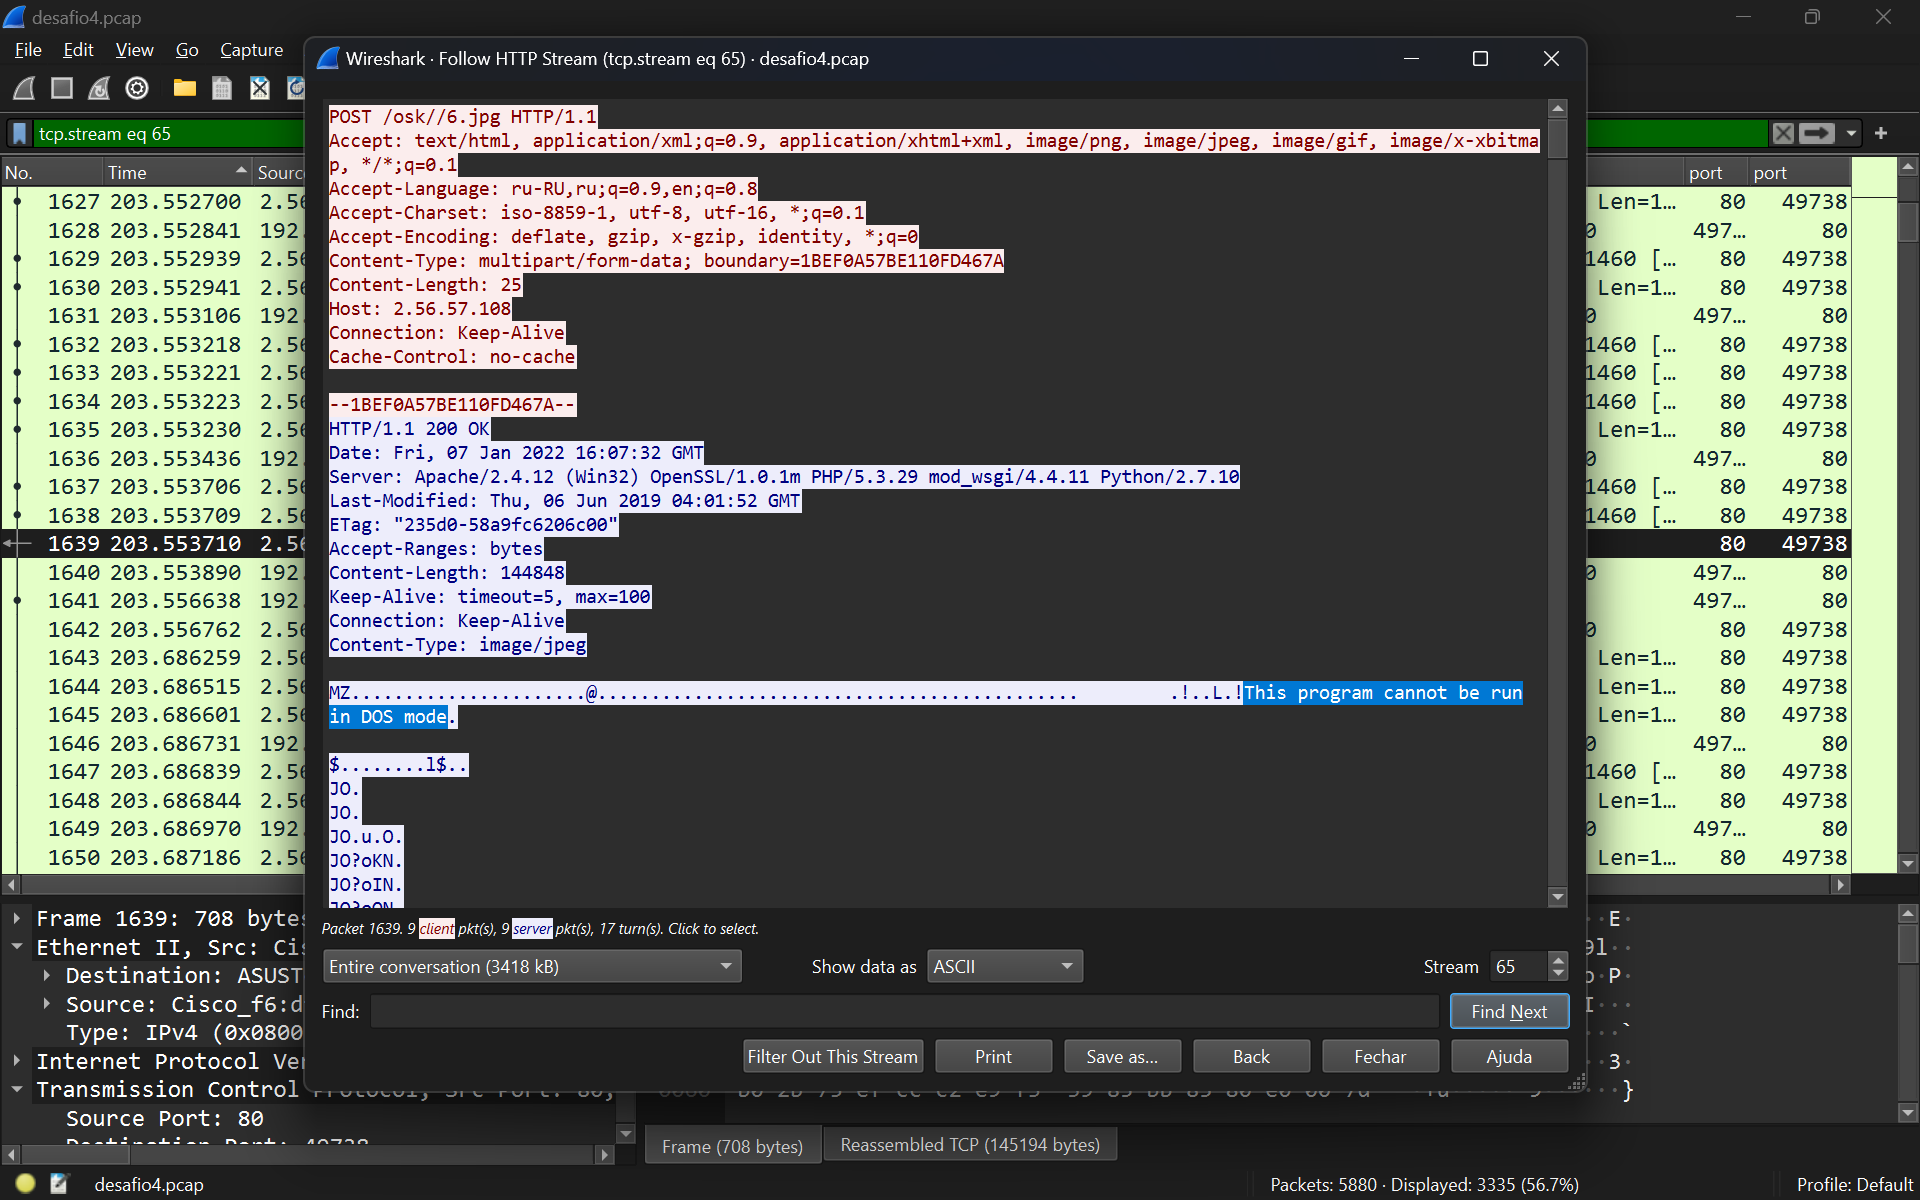 desafio4.pcap
File Edit View Go Capture
Wireshark · Follow HTTP Stream (tcp.stream eq 65) · desafio4.pcap
tcp.stream eq 65
No. Time Sourc port port
1627 203.552700 2.56 Len=1… 80 49738
1628 203.552841 192. 0 497… 80
1629 203.552939 2.56 1460 [… 80 49738
1630 203.552941 2.56 Len=1… 80 49738
1631 203.553106 192. 0 497… 80
1632 203.553218 2.56 1460 [… 80 49738
1633 203.553221 2.56 1460 [… 80 49738
1634 203.553223 2.56 1460 [… 80 49738
1635 203.553230 2.56 Len=1… 80 49738
1636 203.553436 192. 0 497… 80
1637 203.553706 2.56 1460 [… 80 49738
1638 203.553709 2.56 1460 [… 80 49738
1639 203.553710 2.56 80 49738
1640 203.553890 192. 0 497… 80
1641 203.556638 192. 497… 80
1642 203.556762 2.56 0 80 49738
1643 203.686259 2.56 Len=1… 80 49738
1644 203.686515 2.56 Len=1… 80 49738
1645 203.686601 2.56 Len=1… 80 49738
1646 203.686731 192. 0 497… 80
1647 203.686839 2.56 1460 [… 80 49738
1648 203.686844 2.56 Len=1… 80 49738
1649 203.686970 192. 0 497… 80
1650 203.687186 2.56 Len=1… 80 49738
POST /osk//6.jpg HTTP/1.1
Accept: text/html, application/xml;q=0.9, application/xhtml+xml, image/png, image/jpeg, image/gif, image/x-xbitma
p, */*;q=0.1
Accept-Language: ru-RU,ru;q=0.9,en;q=0.8
Accept-Charset: iso-8859-1, utf-8, utf-16, *;q=0.1
Accept-Encoding: deflate, gzip, x-gzip, identity, *;q=0
Content-Type: multipart/form-data; boundary=1BEF0A57BE110FD467A
Content-Length: 25
Host: 2.56.57.108
Connection: Keep-Alive
Cache-Control: no-cache
--1BEF0A57BE110FD467A--
HTTP/1.1 200 OK
Date: Fri, 07 Jan 2022 16:07:32 GMT
Server: Apache/2.4.12 (Win32) OpenSSL/1.0.1m PHP/5.3.29 mod_wsgi/4.4.11 Python/2.7.10
Last-Modified: Thu, 06 Jun 2019 04:01:52 GMT
ETag: "235d0-58a9fc6206c00"
Accept-Ranges: bytes
Content-Length: 144848
Keep-Alive: timeout=5, max=100
Connection: Keep-Alive
Content-Type: image/jpeg
MZ......................@............................................. .!..L.!This program cannot be run
in DOS mode.
$........l$..
JO.
JO.
JO.u.O.
JO?oKN.
JO?oIN.
JO?oON.
Packet 1639. 9 client pkt(s), 9 server pkt(s), 17 turn(s). Click to select.
Entire conversation (3418 kB) Show data as ASCII Stream 65
Find: Find Next
Filter Out This Stream Print Save as… Back Fechar Ajuda
Frame 1639: 708 bytes
Ethernet II, Src: Cis
Destination: ASUST
Source: Cisco_f6:d
Type: IPv4 (0x0800
Internet Protocol Ver
Transmission Control Protocol, Src Port: 80,
Source Port: 80
Destination Port: 49738
Frame (708 bytes) Reassembled TCP (145194 bytes)
desafio4.pcap Packets: 5880 · Displayed: 3335 (56.7%) Profile: Default